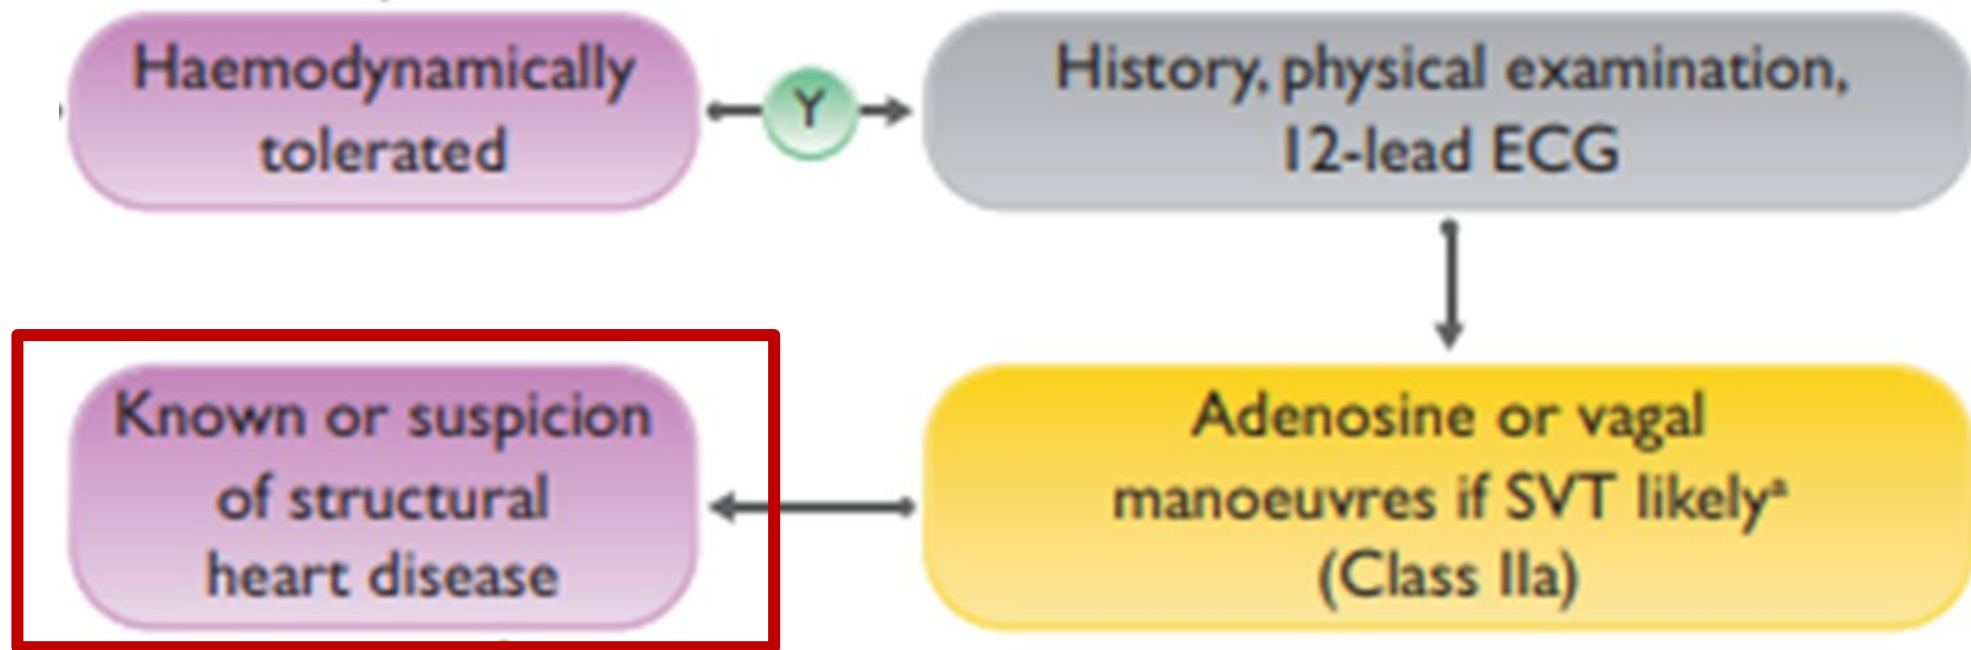 Haemodynamically
tolerated
Y
History, physical examination,
12-lead ECG
Known or suspicion
of structural
heart disease
Adenosine or vagal
manoeuvres if SVT likelyª
(Class IIa)